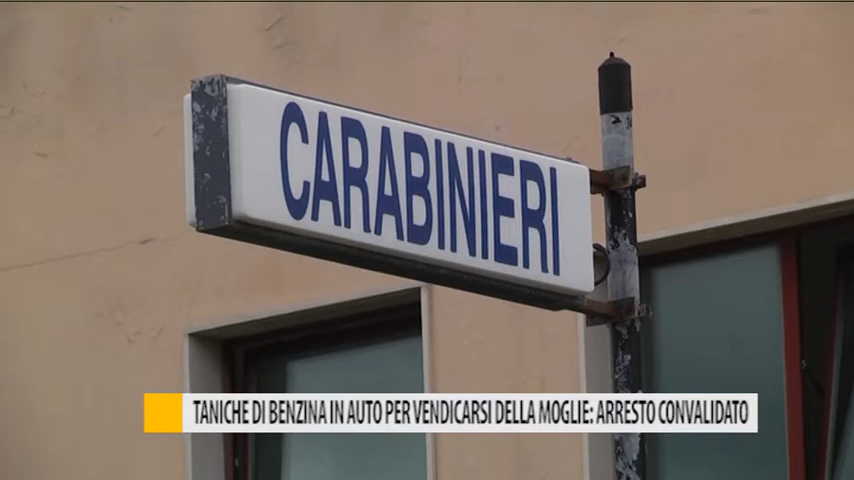 CARABINIERI
TANICHE DI BENZINA IN AUTO PER VENDICARSI DELLA MOGLIE: ARRESTO CONVALIDATO